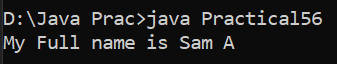 D:\Java Prac>java Practical56
My Full name is Sam A